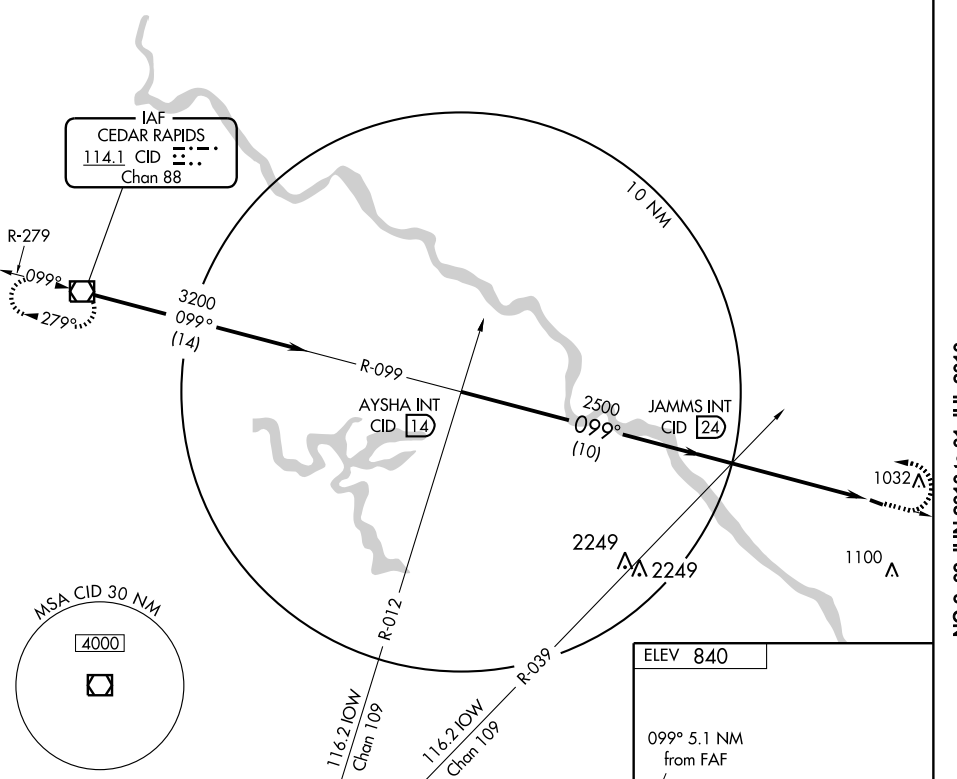 IAF
CEDAR RAPIDS
114.1 CID
Chan 88
10 NM
R-279
099°
279°
3200
099°
(14)
R-099
AYSHA INT
CID 14
2500
099°
(10)
JAMMS INT
CID 24
1032
2249
2249
1100
R-012
R-039
116.2 IOW
Chan 109
116.2 IOW
Chan 109
MSA CID 30 NM
4000
ELEV 840
099° 5.1 NM
from FAF